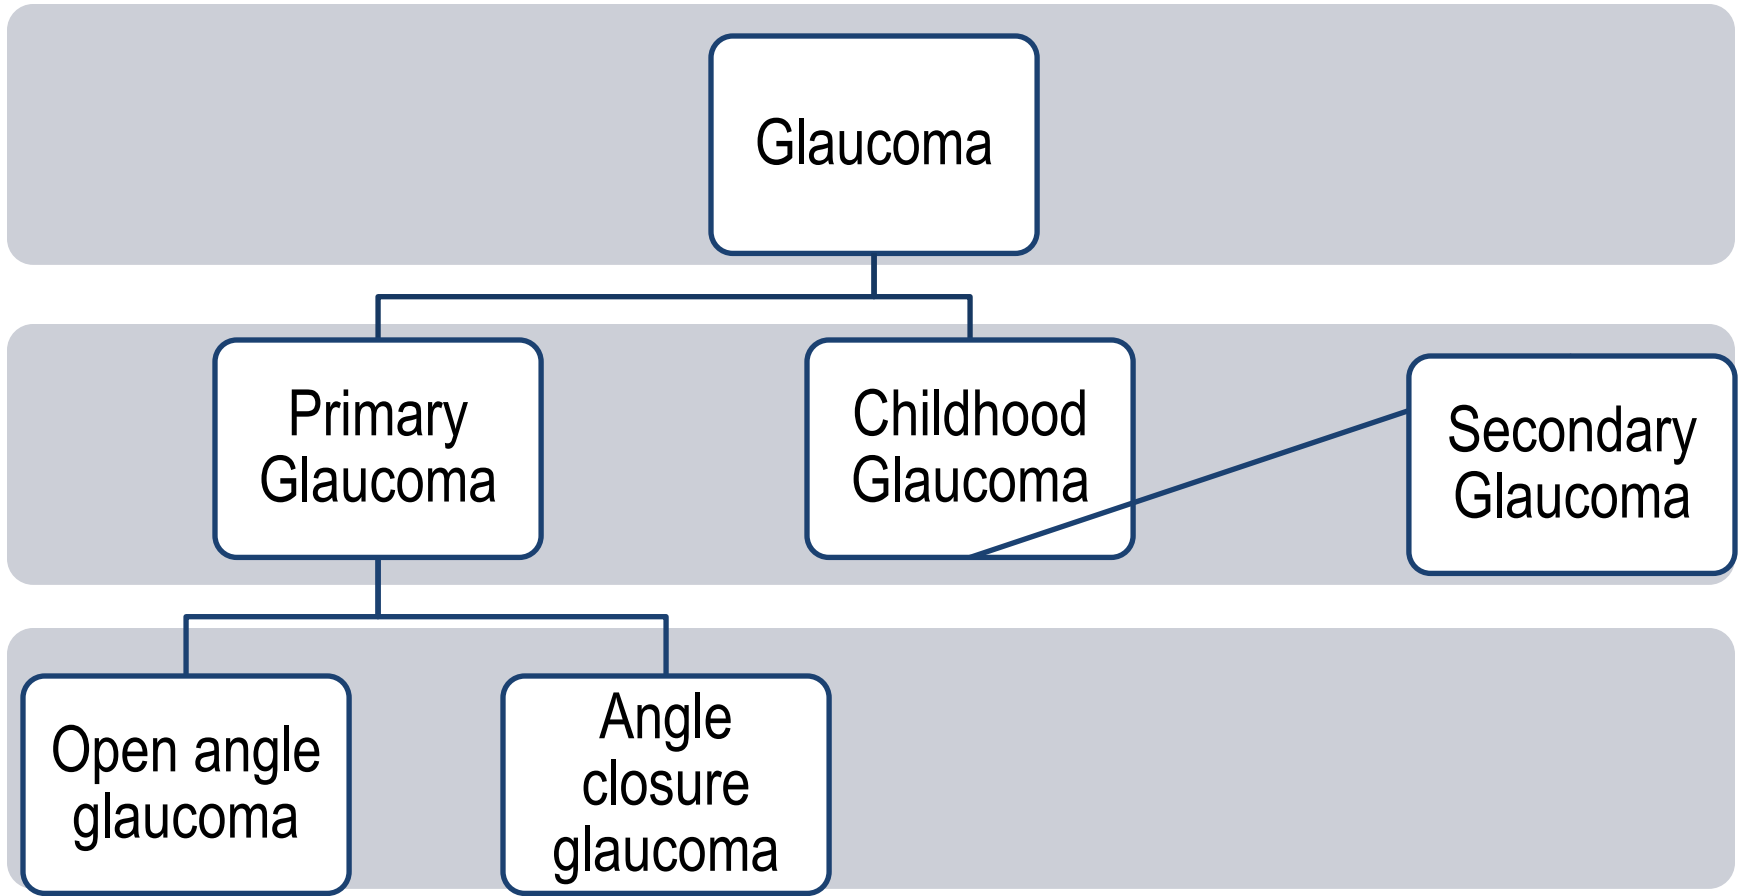 Glaucoma
Primary
Glaucoma
Childhood
Glaucoma
Secondary
Glaucoma
Open angle
glaucoma
Angle
closure
glaucoma